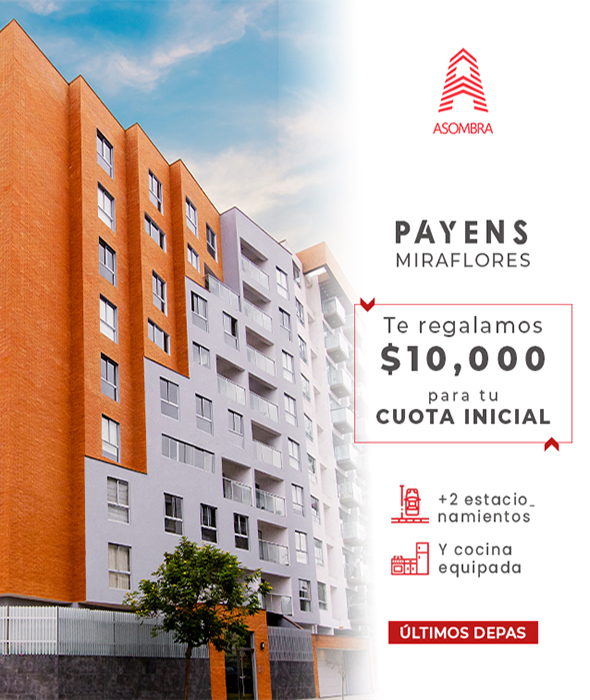 ASOMBRA
PAYENS
MIRAFLORES
Te regalamos
$10,000
para tu
CUOTA INICIAL
+2 estacio_
namientos
Y cocina
equipada
ÚLTIMOS DEPAS